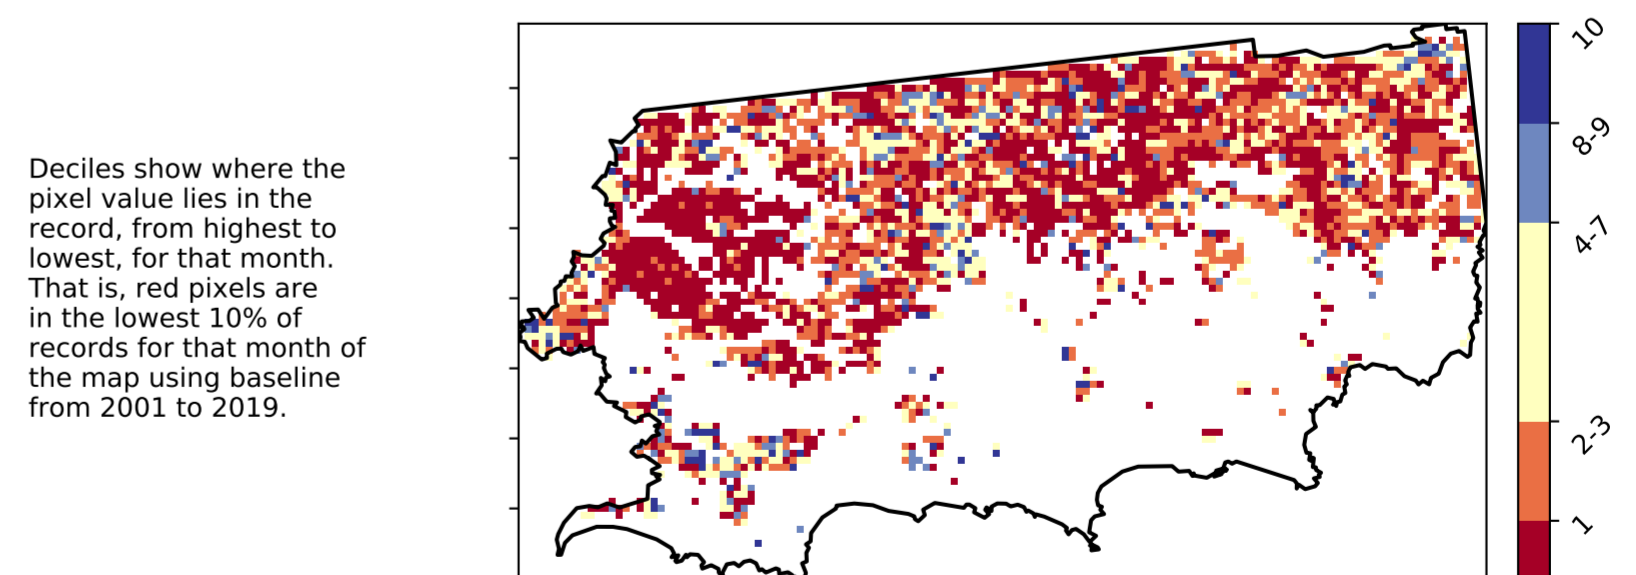 Deciles show where the
pixel value lies in the
record, from highest to
lowest, for that month.
That is, red pixels are
in the lowest 10% of
records for that month of
the map using baseline
from 2001 to 2019.
10
8-9
4-7
2-3
1